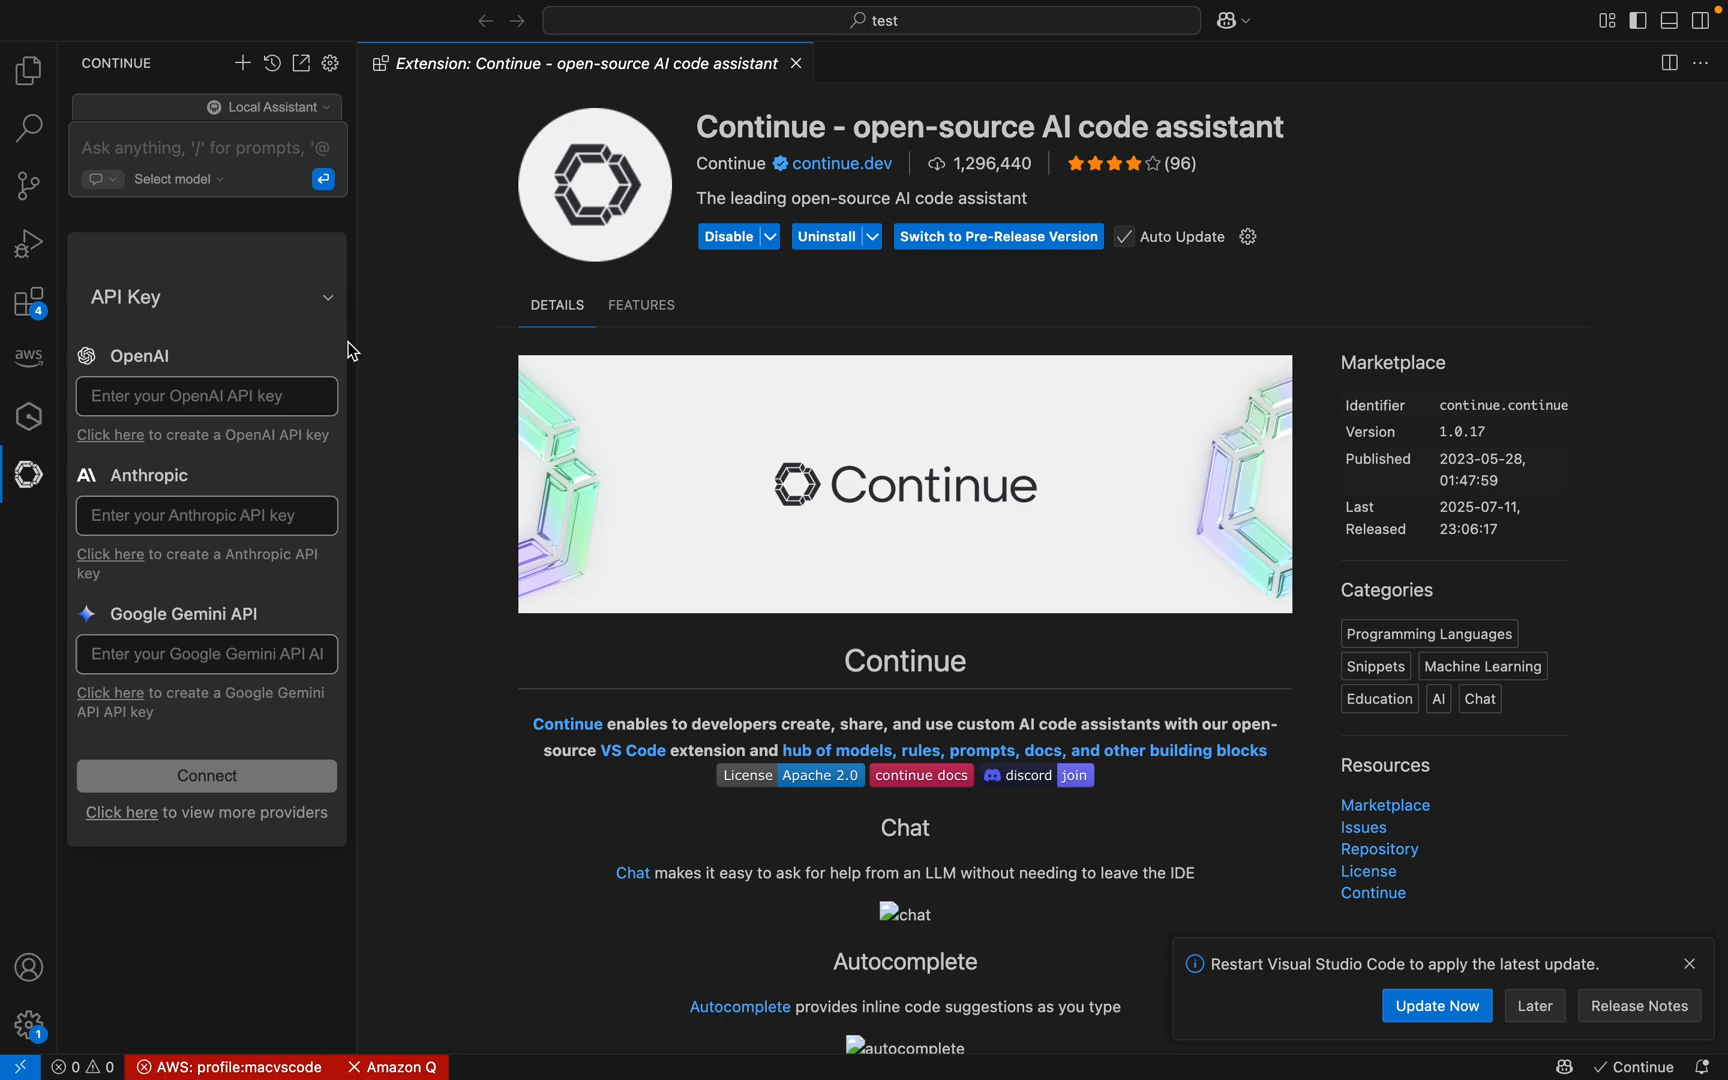 test
CONTINUE
Local Assistant
Ask anything, '/' for prompts, '@
Select model
API Key
OpenAI
Enter your OpenAI API key
Click here to create a OpenAI API key
Anthropic
Enter your Anthropic API key
Click here to create a Anthropic API
key
Google Gemini API
Enter your Google Gemini API AI
Click here to create a Google Gemini
API API key
Connect
Click here to view more providers
4
aws
1
Extension: Continue - open-source AI code assistant
Continue - open-source AI code assistant
Continue continue.dev 1,296,440 (96)
The leading open-source AI code assistant
Disable Uninstall Switch to Pre-Release Version Auto Update
DETAILS FEATURES
Continue
Continue
Continue enables to developers create, share, and use custom AI code assistants with our open-
source VS Code extension and hub of models, rules, prompts, docs, and other building blocks
License Apache 2.0 continue docs discord join
Chat
Chat makes it easy to ask for help from an LLM without needing to leave the IDE
chat
Autocomplete
Autocomplete provides inline code suggestions as you type
autocomplete
Marketplace
Identifier continue.continue
Version 1.0.17
Published 2023-05-28,
01:47:59
Last 2025-07-11,
Released 23:06:17
Categories
Programming Languages
Snippets Machine Learning
Education AI Chat
Resources
Marketplace
Issues
Repository
License
Continue
Restart Visual Studio Code to apply the latest update.
Update Now Later Release Notes
0 0 AWS: profile:macvscode Amazon Q
Continue